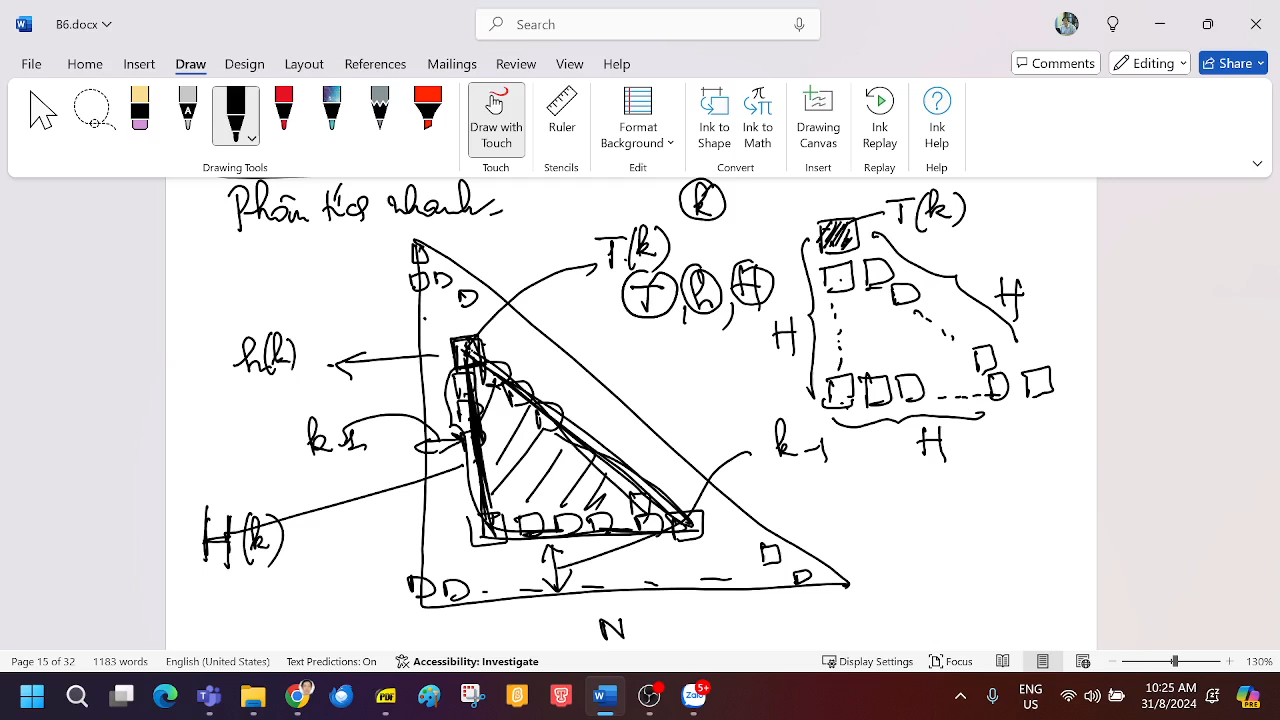 B6.docx
Search
File Home Insert Draw Design Layout References Mailings Review View Help
Comments Editing Share
Draw with Touch
Ruler
Format Background
Ink to Shape
Ink to Math
Drawing Canvas
Ink Replay
Ink Help
Drawing Tools Touch Stencils Edit Convert Insert Replay Help
Phân tích nhanh
k
T(k)
T(k)
T, h, H
H
H
h(k)
k-1
k-1
H
H(k)
N
Page 15 of 32 1183 words English (United States) Text Predictions: On Accessibility: Investigate Display Settings Focus 130%
5+
ENG
US
10:25 AM
31/8/2024
PRE